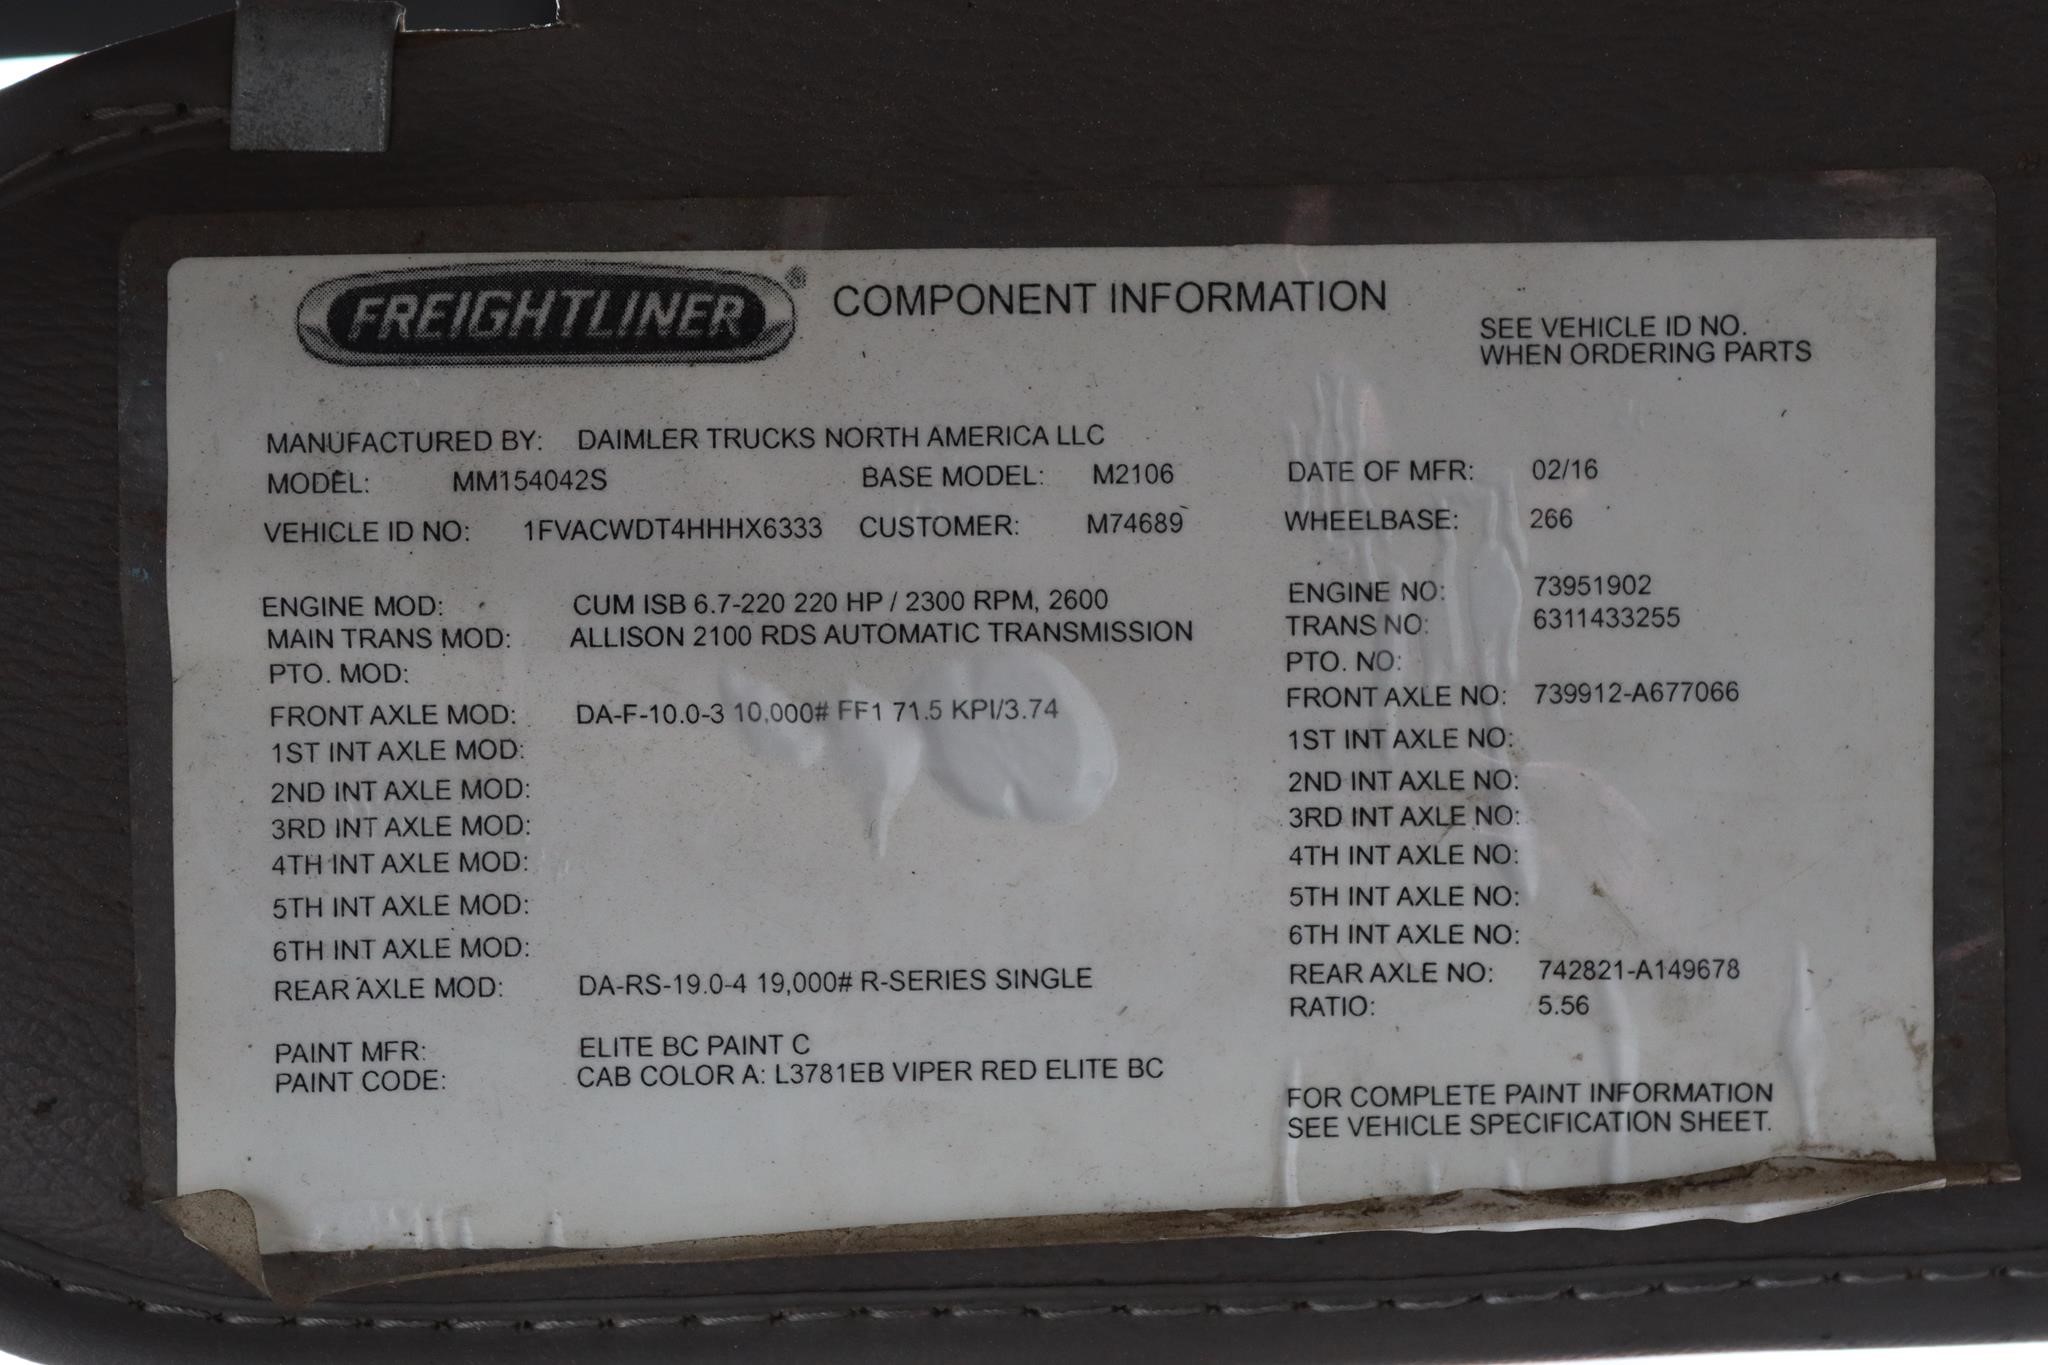 FREIGHTLINER® COMPONENT INFORMATION
SEE VEHICLE ID NO.
WHEN ORDERING PARTS
MANUFACTURED BY: DAIMLER TRUCKS NORTH AMERICA LLC
MODEL: MM154042S BASE MODEL: M2106 DATE OF MFR: 02/16
VEHICLE ID NO: 1FVACWDT4HHHX6333 CUSTOMER: M74689 WHEELBASE: 266
ENGINE MOD: CUM ISB 6.7-220 220 HP / 2300 RPM, 2600 ENGINE NO: 73951902
MAIN TRANS MOD: ALLISON 2100 RDS AUTOMATIC TRANSMISSION TRANS NO: 6311433255
PTO. MOD: PTO. NO:
FRONT AXLE MOD: DA-F-10.0-3 10,000# FF1 71.5 KPI/3.74 FRONT AXLE NO: 739912-A677066
1ST INT AXLE MOD: 1ST INT AXLE NO:
2ND INT AXLE MOD: 2ND INT AXLE NO:
3RD INT AXLE MOD: 3RD INT AXLE NO:
4TH INT AXLE MOD: 4TH INT AXLE NO:
5TH INT AXLE MOD: 5TH INT AXLE NO:
6TH INT AXLE MOD: 6TH INT AXLE NO:
REAR AXLE MOD: DA-RS-19.0-4 19,000# R-SERIES SINGLE REAR AXLE NO: 742821-A149678
RATIO: 5.56
PAINT MFR: ELITE BC PAINT C
PAINT CODE: CAB COLOR A: L3781EB VIPER RED ELITE BC
FOR COMPLETE PAINT INFORMATION
SEE VEHICLE SPECIFICATION SHEET.